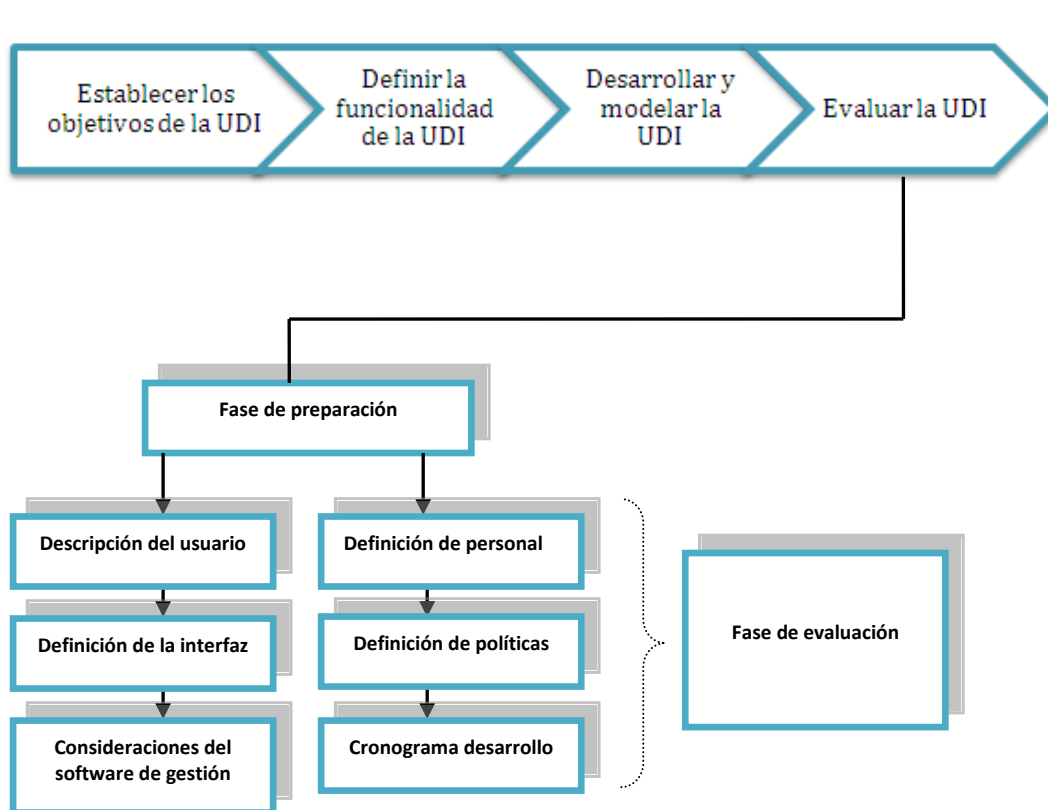 Establecer los
objetivos de la UDI
Definir la
funcionalidad
de la UDI
Desarrollar y
modelar la
UDI
Evaluar la UDI
Fase de preparación
Descripción del usuario
Definición de personal
Definición de la interfaz
Definición de políticas
Fase de evaluación
Consideraciones del
software de gestión
Cronograma desarrollo